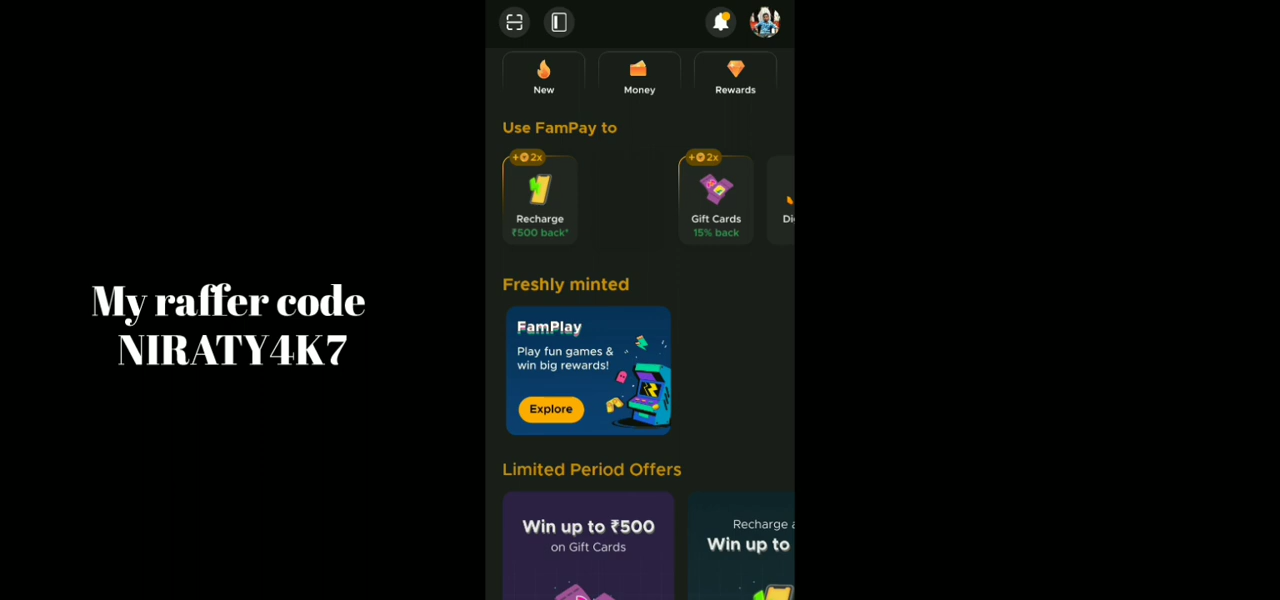 New
Money
Rewards
Use FamPay to
+ 2x
+ 2x
Recharge
₹500 back*
Gift Cards
15% back
My raffer code
NIRATY4K7
Freshly minted
FamPlay
Play fun games &
win big rewards!
Explore
Limited Period Offers
Win up to ₹500
on Gift Cards
Recharge
Win up to